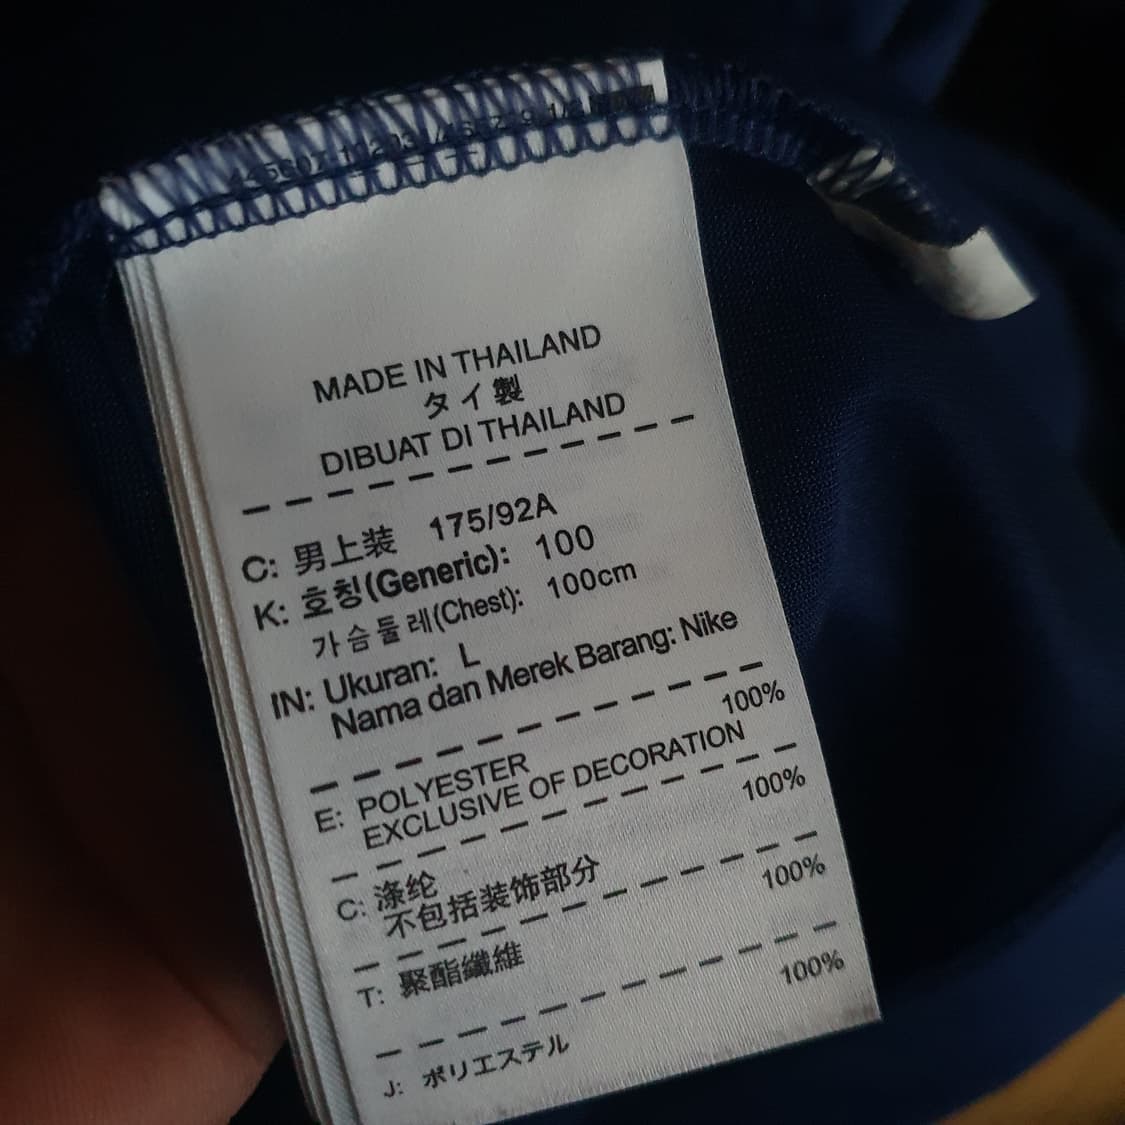 MADE IN THAILAND
タイ製
DIBUAT DI THAILAND
C: 男上装 175/92A
K: 호칭(Generic): 100
가슴둘레(Chest): 100cm
IN: Ukuran: L
Nama dan Merek Barang: Nike
E: POLYESTER 100%
EXCLUSIVE OF DECORATION
C: 涤纶 100%
不包括装饰部分
T: 聚酯纖維 100%
J: ポリエステル 100%